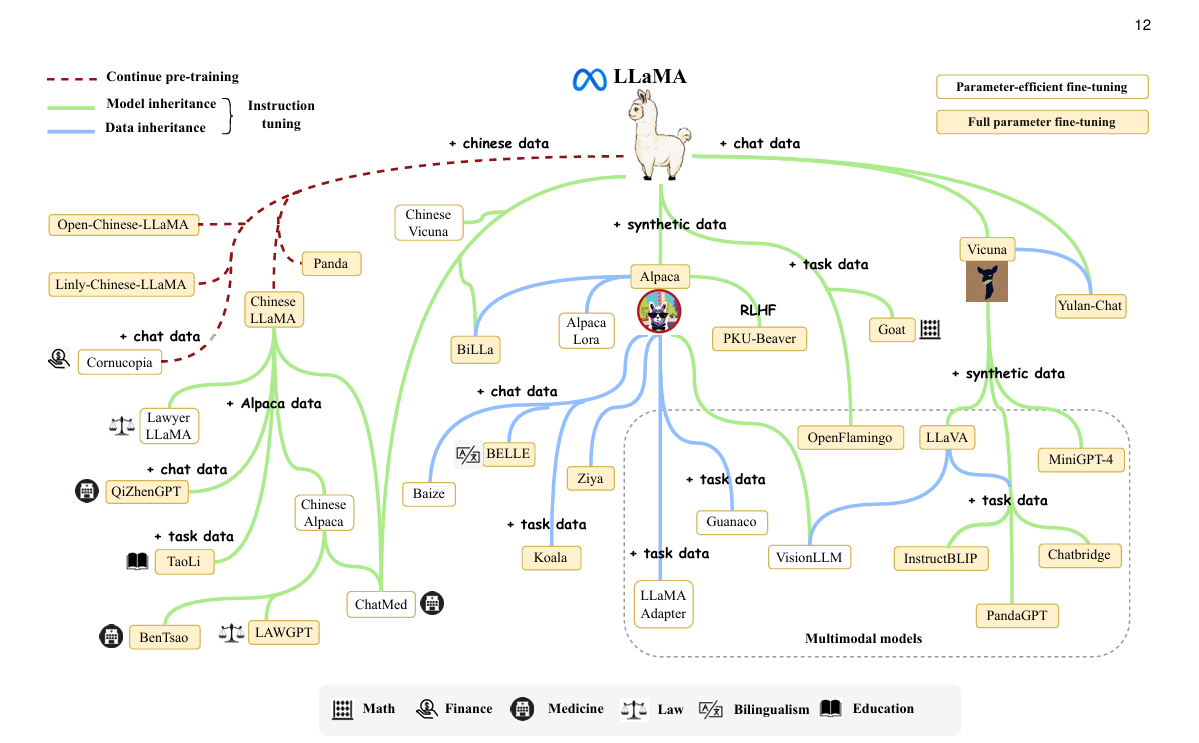 12
Continue pre-training
Model inheritance
Data inheritance
Instruction
tuning
LLaMA
Parameter-efficient fine-tuning
Full parameter fine-tuning
+ chinese data
+ chat data
Open-Chinese-LLaMA
Linly-Chinese-LLaMA
Panda
Chinese
LLaMA
+ chat data
Cornucopia
Chinese
Vicuna
+ synthetic data
+ task data
Alpaca
Vicuna
Yulan-Chat
BiLLa
Alpaca
Lora
RLHF
PKU-Beaver
Goat
+ synthetic data
Lawyer
LLaMA
+ Alpaca data
+ chat data
QiZhenGPT
+ task data
TaoLi
Chinese
Alpaca
ChatMed
BenTsao
LAWGPT
+ chat data
BELLE
Baize
Ziya
+ task data
Koala
OpenFlamingo
LLaVA
MiniGPT-4
+ task data
Guanaco
+ task data
LLaMA
Adapter
VisionLLM
+ task data
InstructBLIP
Chatbridge
PandaGPT
Multimodal models
Math
Finance
Medicine
Law
Bilingualism
Education